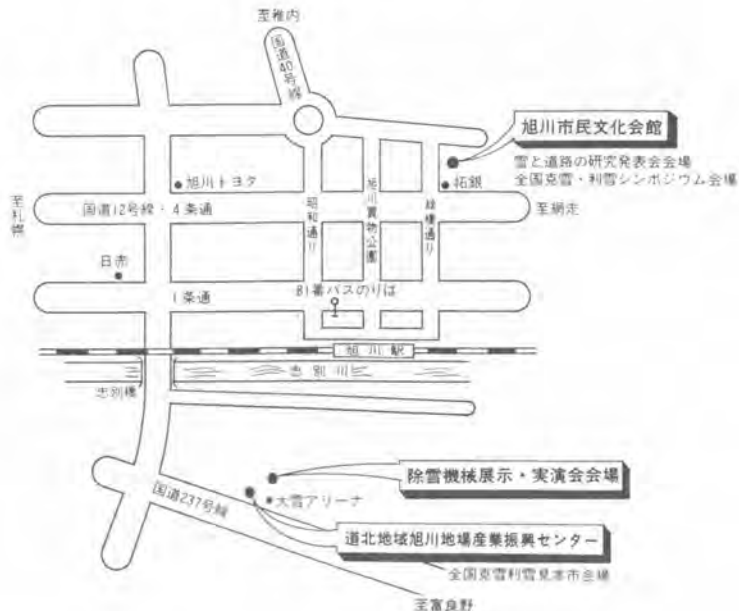 至稚内
国道40号線
旭川市民文化会館
雪と道路の研究発表会会場
全国克雪・利雪シンポジウム会場
旭川トヨタ
拓銀
至札幌
国道12号線・4条通
昭和通り
旭川買物公園
緑橋通り
至網走
日赤
1条通
81番バスのりば
旭川駅
忠別川
忠別橋
除雪機械展示・実演会会場
国道237号線
大雪アリーナ
道北地域旭川地場産業振興センター
全国克雪利雪見本市会場
至富良野